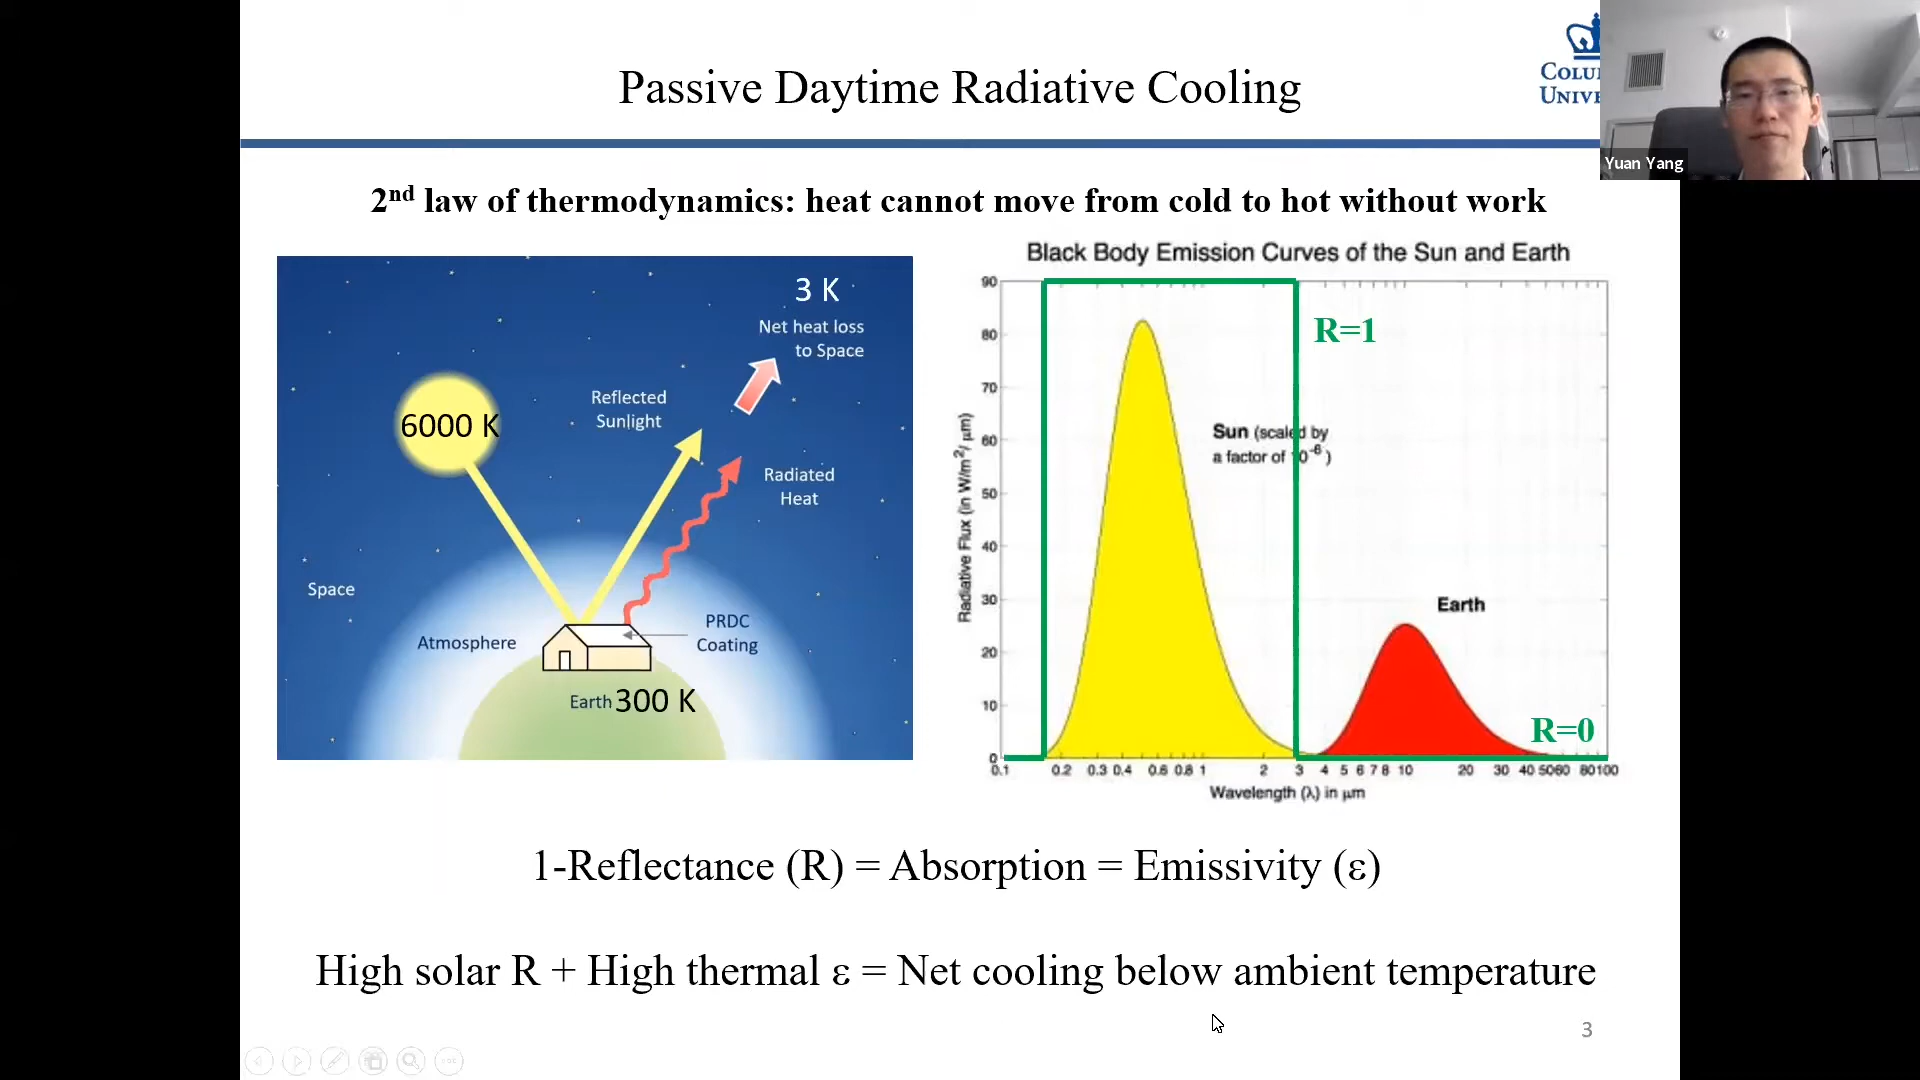 Passive Daytime Radiative Cooling
Yuan Yang
2nd law of thermodynamics: heat cannot move from cold to hot without work
3 K
Net heat loss
to Space
6000 K
Reflected
Sunlight
Radiated
Heat
Space
Atmosphere
PRDC
Coating
Earth 300 K
Black Body Emission Curves of the Sun and Earth
R=1
Sun (scaled by
a factor of 10-6 )
Earth
R=0
Radiative Flux (in W/m2/ μm)
90
80
70
60
50
40
30
20
10
0
0.1 0.2 0.3 0.4 0.6 0.8 1 2 3 4 5 6 7 8 10 20 30 40 50 60 80 100
Wavelength (λ) in μm
1-Reflectance (R) = Absorption = Emissivity (ε)
High solar R + High thermal ε = Net cooling below ambient temperature
3